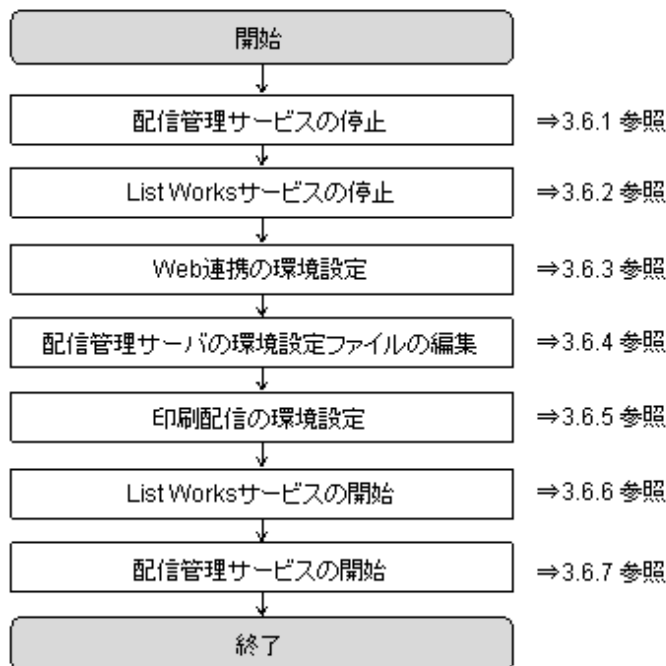 開始
配信管理サービスの停止 ⇒3.6.1 参照
List Worksサービスの停止 ⇒3.6.2 参照
Web連携の環境設定 ⇒3.6.3 参照
配信管理サーバの環境設定ファイルの編集 ⇒3.6.4 参照
印刷配信の環境設定 ⇒3.6.5 参照
List Worksサービスの開始 ⇒3.6.6 参照
配信管理サービスの開始 ⇒3.6.7 参照
終了